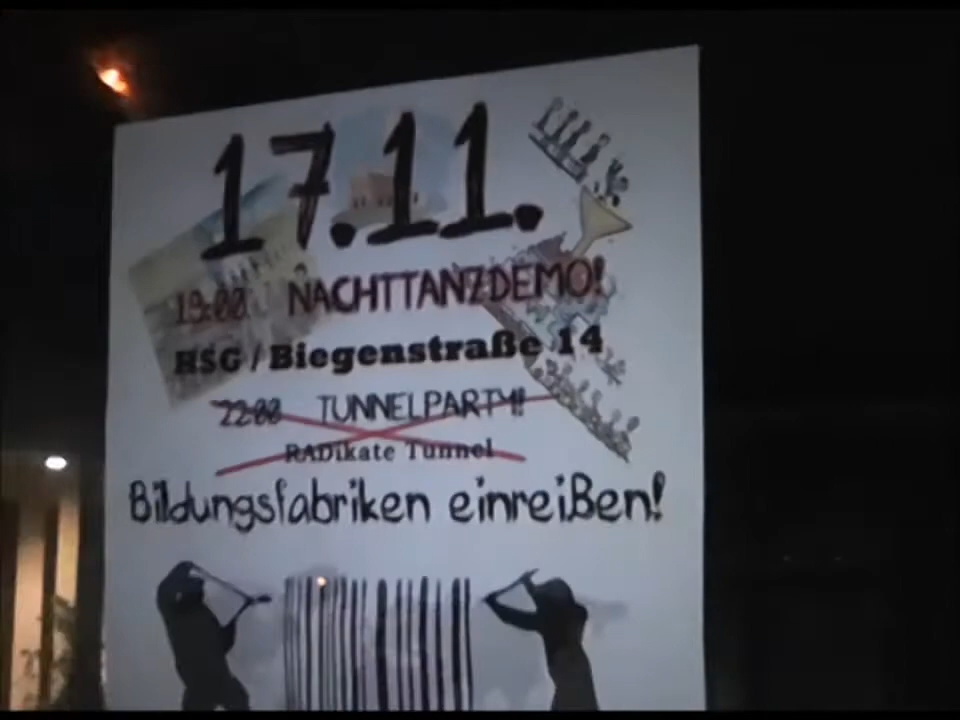 17.11.
19:00 NACHTTANZDEMO!
HSG / Biegenstraße 14
22:00 TUNNELPARTY!
RADikate Tunnel
Bildungsfabriken einreißen!